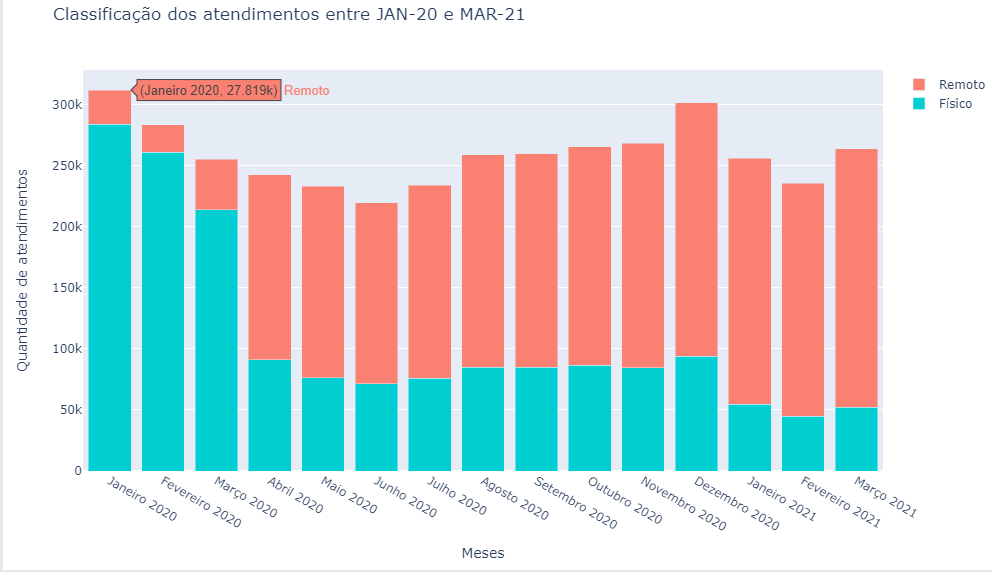 Classificação dos atendimentos entre JAN-20 e MAR-21
(Janeiro 2020, 27.819k) Remoto
Remoto
Físico
Quantidade de atendimentos
300k
250k
200k
150k
100k
50k
0
Janeiro 2020
Fevereiro 2020
Março 2020
Abril 2020
Maio 2020
Junho 2020
Julho 2020
Agosto 2020
Setembro 2020
Outubro 2020
Novembro 2020
Dezembro 2020
Janeiro 2021
Fevereiro 2021
Março 2021
Meses